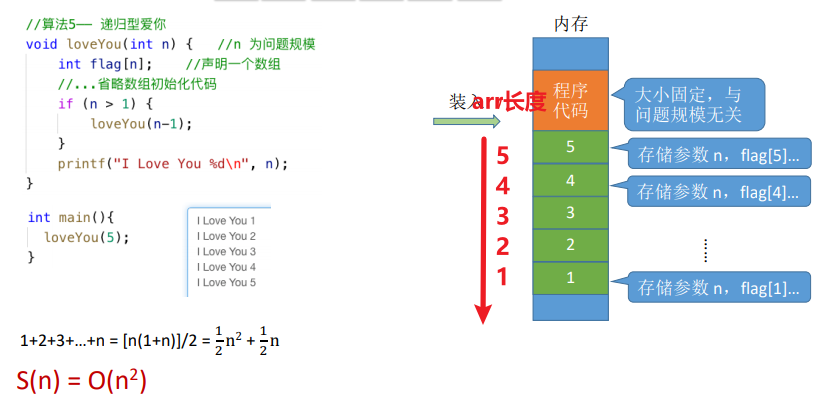 //算法5—— 递归型爱你
void loveYou(int n) { //n 为问题规模
int flag[n]; //声明一个数组
//...省略数组初始化代码
if (n > 1) {
loveYou(n-1);
}
printf("I Love You %d\n", n);
}
int main(){
loveYou(5);
}
I Love You 1
I Love You 2
I Love You 3
I Love You 4
I Love You 5
1+2+3+…+n = [n(1+n)]/2 = ½n² + ½n
S(n) = O(n²)
内存
装入
arr长度
程序
代码
大小固定，与
问题规模无关
5
4
3
2
1
5
4
3
2
1
存储参数 n，flag[5]...
存储参数 n，flag[4]...
......
存储参数 n，flag[1]...